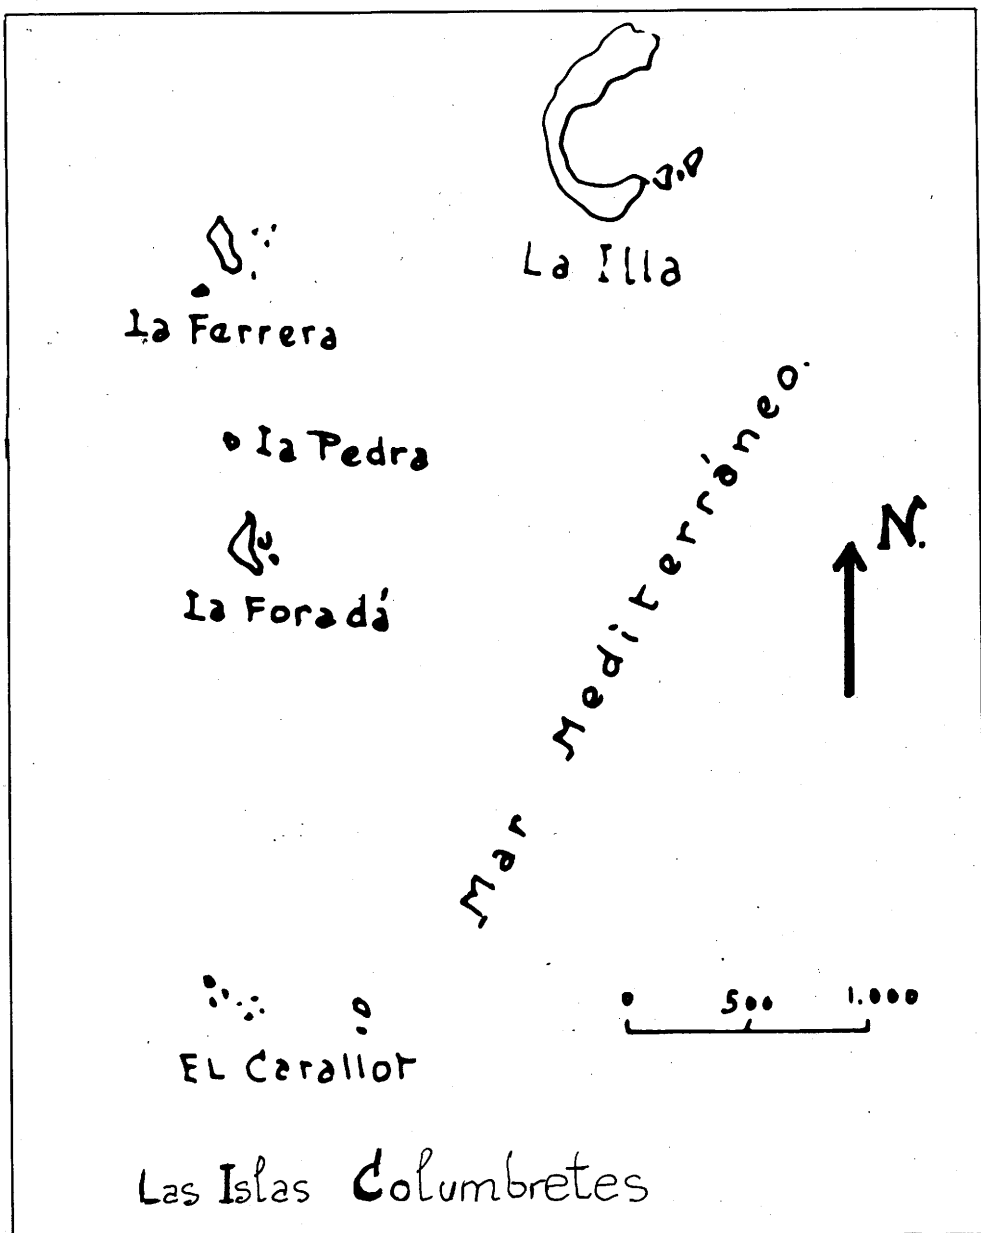 La Illa
La Ferrera
La Pedra
N.
La Foradá
Mar Mediterráneo.
0 500 1.000
EL Carallot
Las Islas Columbretes